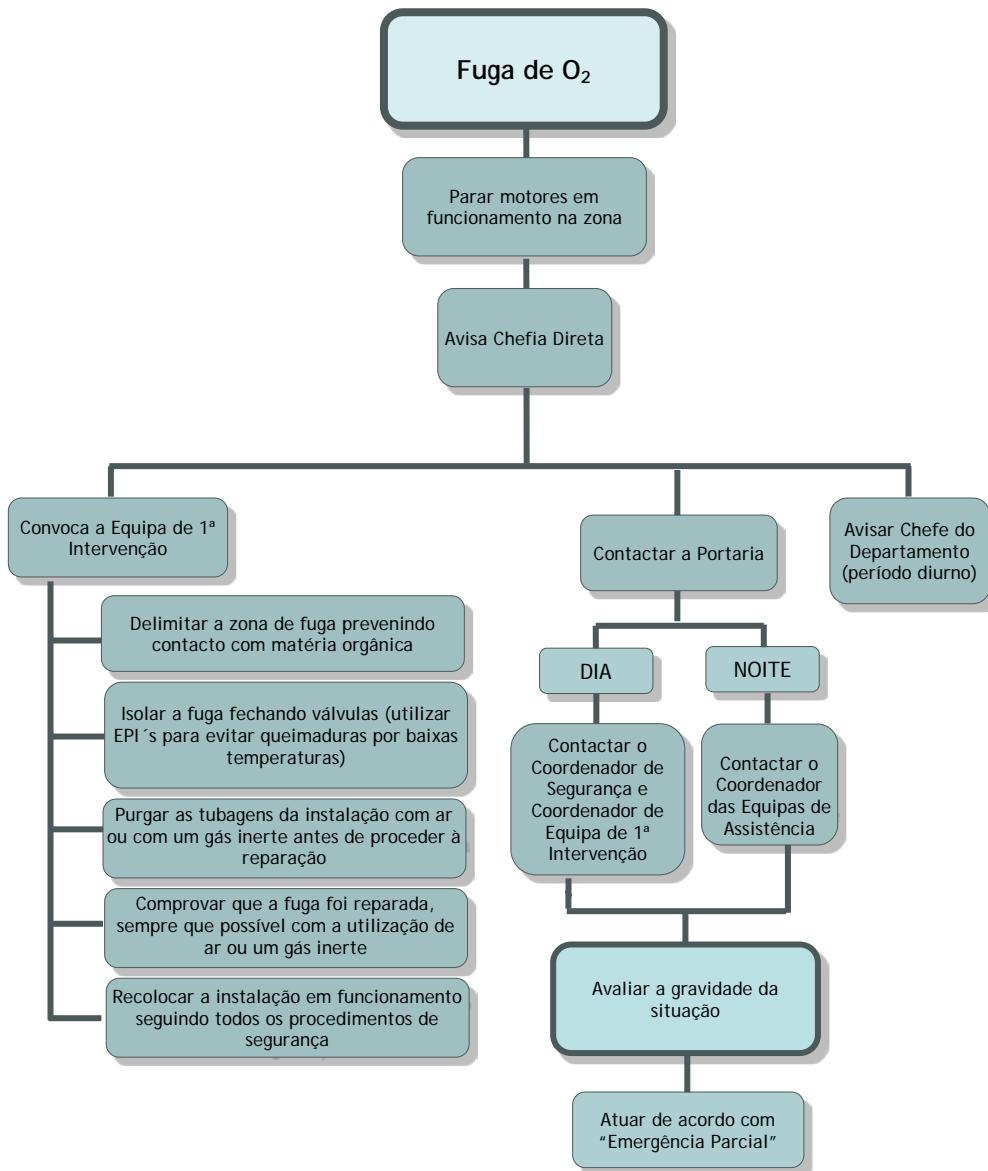 Fuga de O₂
Parar motores em
funcionamento na zona
Avisa Chefia Direta
Convoca a Equipa de 1ª
Intervenção
Delimitar a zona de fuga prevenindo
contacto com matéria orgânica
Isolar a fuga fechando válvulas (utilizar
EPI´s para evitar queimaduras por baixas
temperaturas)
Purgar as tubagens da instalação com ar
ou com um gás inerte antes de proceder à
reparação
Comprovar que a fuga foi reparada,
sempre que possível com a utilização de
ar ou um gás inerte
Recolocar a instalação em funcionamento
seguindo todos os procedimentos de
segurança
Contactar a Portaria
DIA
Contactar o
Coordenador de
Segurança e
Coordenador de
Equipa de 1ª
Intervenção
NOITE
Contactar o
Coordenador
das Equipas de
Assistência
Avaliar a gravidade da
situação
Atuar de acordo com
“Emergência Parcial”
Avisar Chefe do
Departamento
(período diurno)